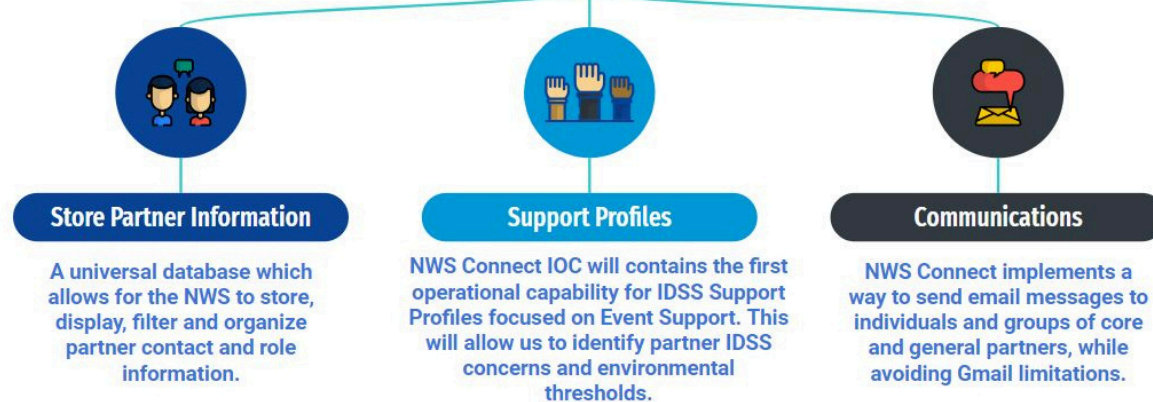 Store Partner Information
A universal database which
allows for the NWS to store,
display, filter and organize
partner contact and role
information.
Support Profiles
NWS Connect IOC will contains the first
operational capability for IDSS Support
Profiles focused on Event Support. This
will allow us to identify partner IDSS
concerns and environmental
thresholds.
Communications
NWS Connect implements a
way to send email messages to
individuals and groups of core
and general partners, while
avoiding Gmail limitations.